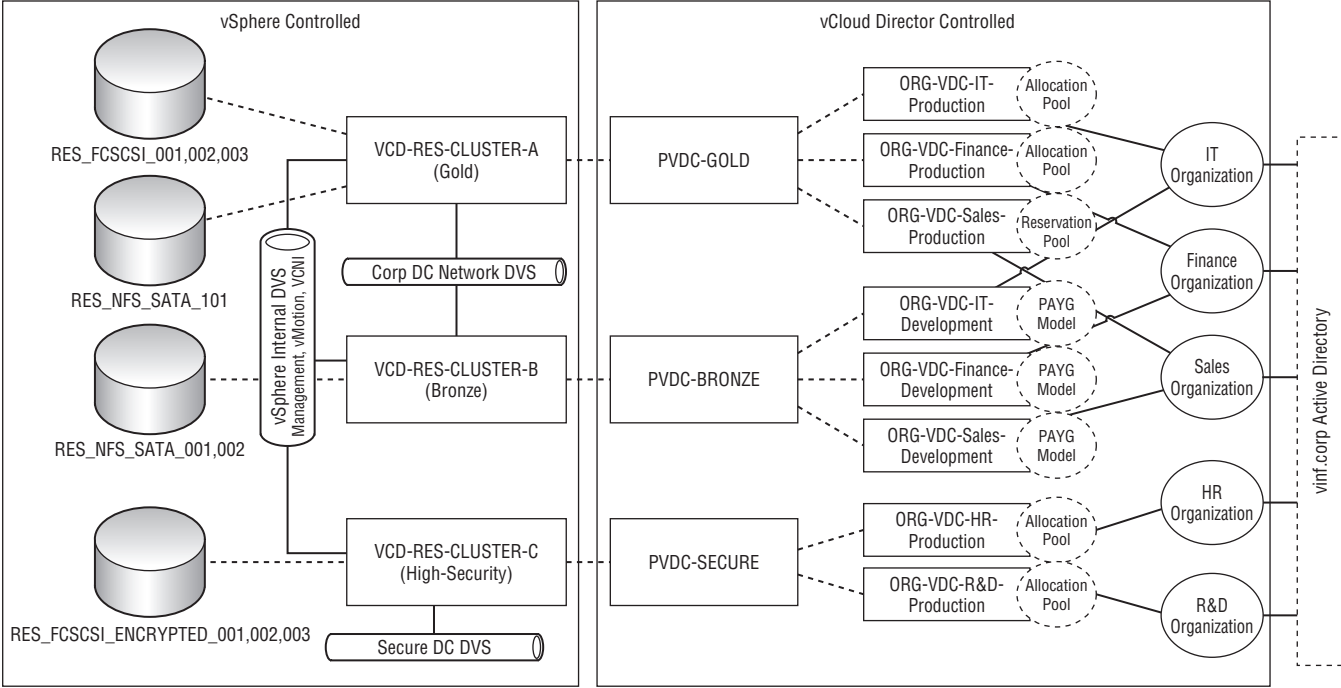 vSphere Controlled
RES_FCSCSI_001,002,003
RES_NFS_SATA_101
RES_NFS_SATA_001,002
RES_FCSCSI_ENCRYPTED_001,002,003
vSphere Internal DVS
Management, vMotion, VCNI
VCD-RES-CLUSTER-A
(Gold)
Corp DC Network DVS
VCD-RES-CLUSTER-B
(Bronze)
VCD-RES-CLUSTER-C
(High-Security)
Secure DC DVS
vCloud Director Controlled
PVDC-GOLD
PVDC-BRONZE
PVDC-SECURE
ORG-VDC-IT-
Production
Allocation
Pool
ORG-VDC-Finance-
Production
Allocation
Pool
ORG-VDC-Sales-
Production
Reservation
Pool
ORG-VDC-IT-
Development
PAYG
Model
ORG-VDC-Finance-
Development
PAYG
Model
ORG-VDC-Sales-
Development
PAYG
Model
ORG-VDC-HR-
Production
Allocation
Pool
ORG-VDC-R&D-
Production
Allocation
Pool
IT
Organization
Finance
Organization
Sales
Organization
HR
Organization
R&D
Organization
vinf.corp Active Directory